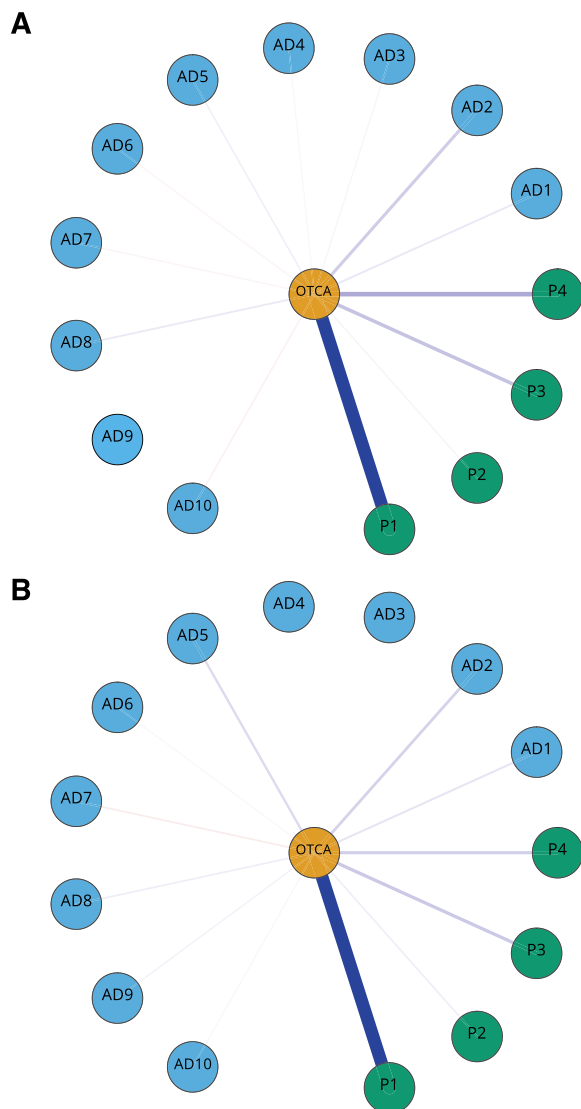 A
AD4
AD3
AD5
AD2
AD6
AD1
AD7
OTCA
P4
AD8
P3
AD9
P2
AD10
P1
B
AD4
AD3
AD5
AD2
AD6
AD1
AD7
OTCA
P4
AD8
P3
AD9
P2
AD10
P1